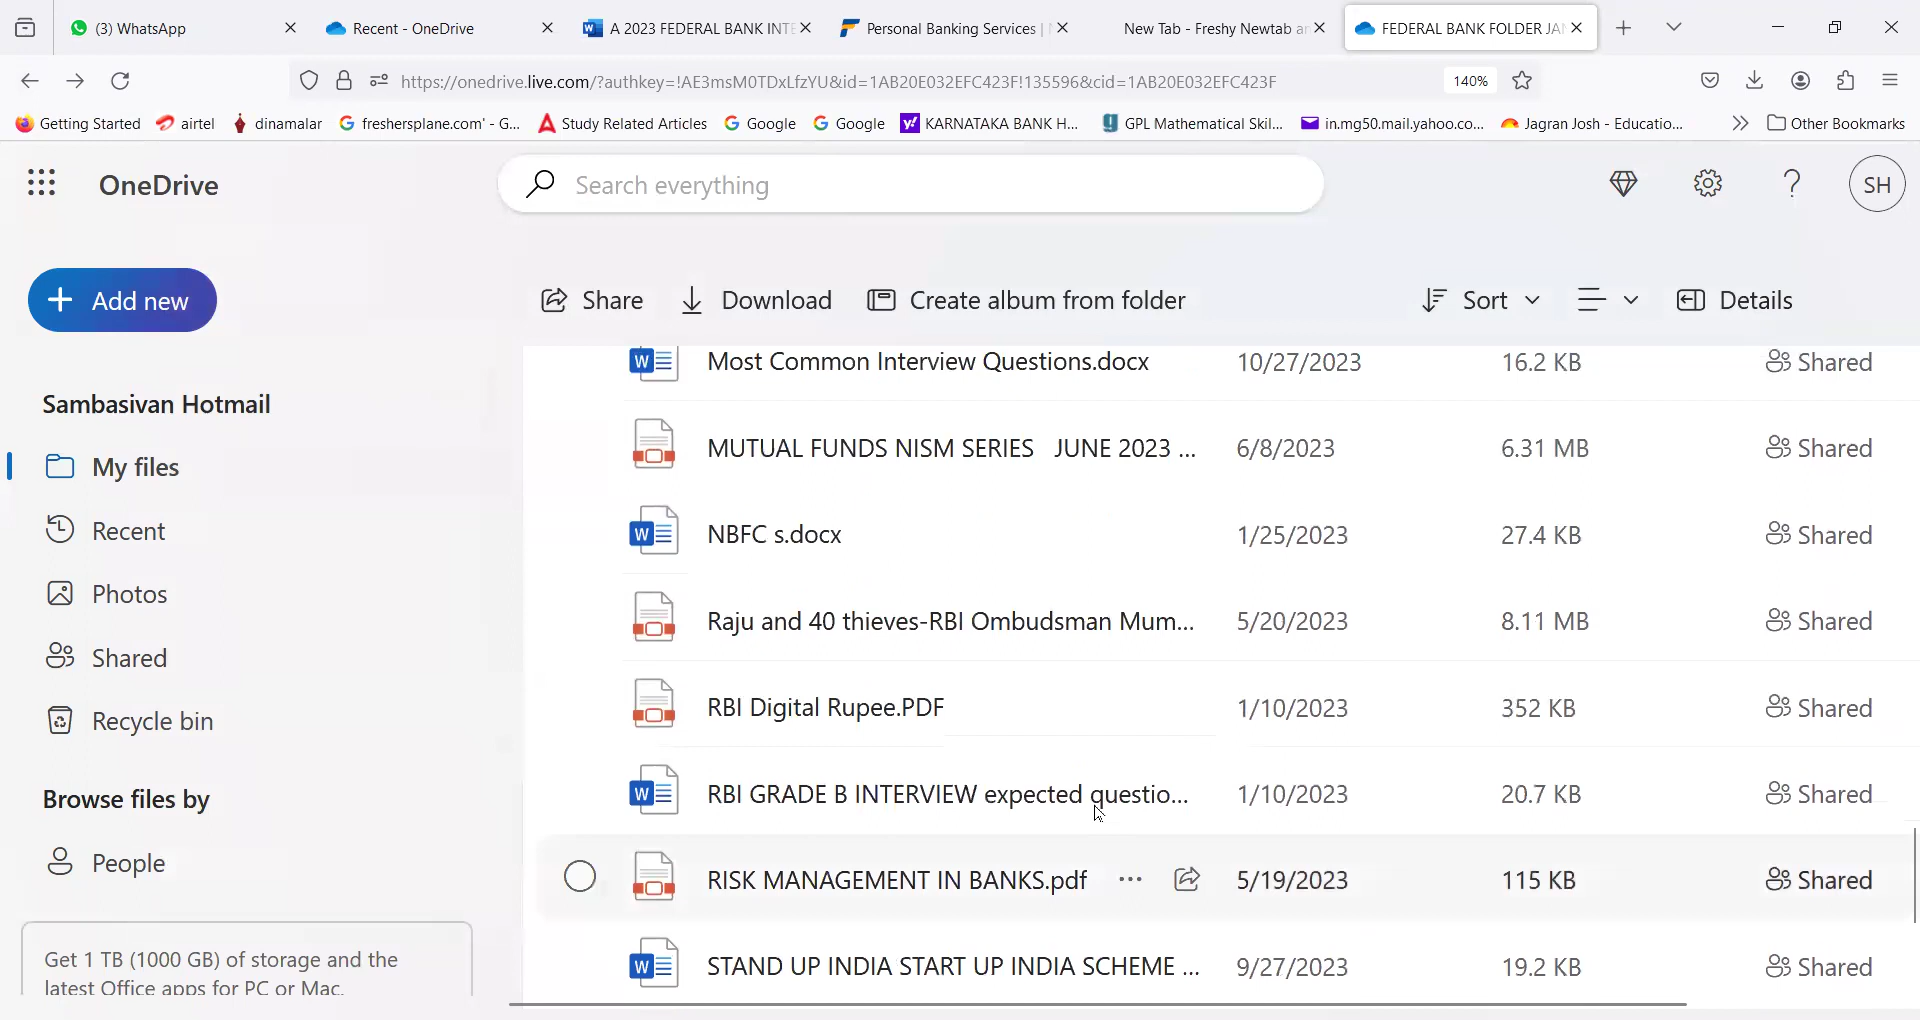 (3) WhatsApp
Recent - OneDrive
A 2023 FEDERAL BANK INTE
Personal Banking Services |
New Tab - Freshy Newtab an
FEDERAL BANK FOLDER JAN
https://onedrive.live.com/?authkey=!AE3msM0TDxLfzYU&id=1AB20E032EFC423F!135596&cid=1AB20E032EFC423F
140%
Getting Started
airtel
dinamalar
freshersplane.com' - G...
Study Related Articles
Google
Google
KARNATAKA BANK H...
GPL Mathematical Skil...
in.mg50.mail.yahoo.co...
Jagran Josh - Educatio...
Other Bookmarks
OneDrive
Search everything
SH
Add new
Share
Download
Create album from folder
Sort
Details
Sambasivan Hotmail
My files
Recent
Photos
Shared
Recycle bin
Browse files by
People
Get 1 TB (1000 GB) of storage and the
latest Office apps for PC or Mac.
Most Common Interview Questions.docx 10/27/2023 16.2 KB Shared
MUTUAL FUNDS NISM SERIES JUNE 2023 ... 6/8/2023 6.31 MB Shared
NBFC s.docx 1/25/2023 27.4 KB Shared
Raju and 40 thieves-RBI Ombudsman Mum... 5/20/2023 8.11 MB Shared
RBI Digital Rupee.PDF 1/10/2023 352 KB Shared
RBI GRADE B INTERVIEW expected questio... 1/10/2023 20.7 KB Shared
RISK MANAGEMENT IN BANKS.pdf 5/19/2023 115 KB Shared
STAND UP INDIA START UP INDIA SCHEME ... 9/27/2023 19.2 KB Shared